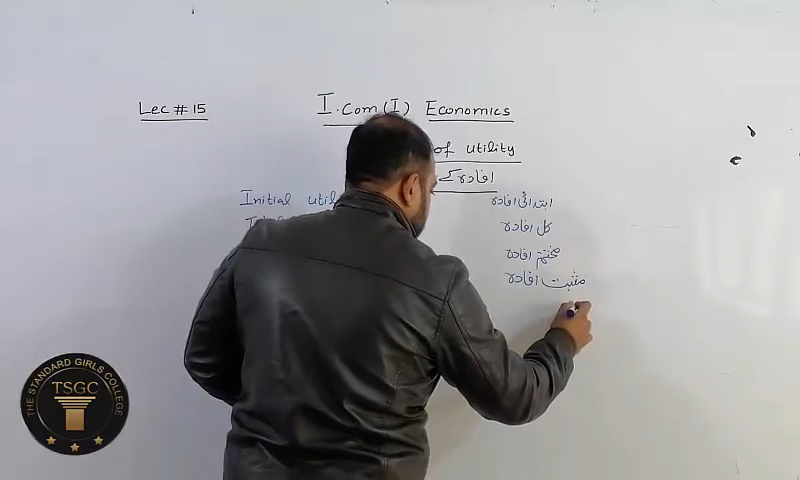 Lec # 15
I.Com (I) Economics
of utility
افادہ کے
Initial ابتدائی افادہ
کل افادہ
مختتم افادہ
مثبت افادہ
THE STANDARD GIRLS COLLEGE
TSGC